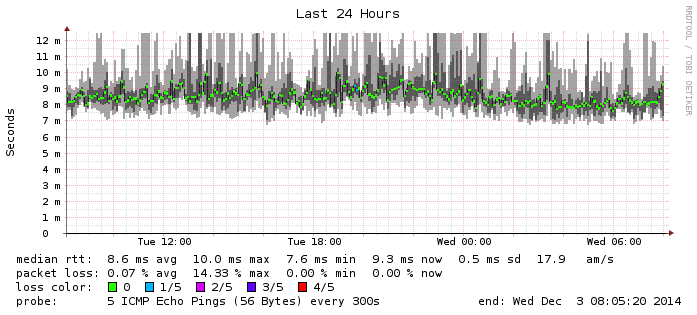 Last 24 Hours
RRDTOOL / TOBI OETIKER
Seconds
12 m
11 m
10 m
9 m
8 m
7 m
6 m
5 m
4 m
3 m
2 m
1 m
0
Tue 12:00 Tue 18:00 Wed 00:00 Wed 06:00
median rtt: 8.6 ms avg 10.0 ms max 7.6 ms min 9.3 ms now 0.5 ms sd 17.9 am/s
packet loss: 0.07 % avg 14.33 % max 0.00 % min 0.00 % now
loss color: 0 1/5 2/5 3/5 4/5
probe: 5 ICMP Echo Pings (56 Bytes) every 300s end: Wed Dec 3 08:05:20 2014